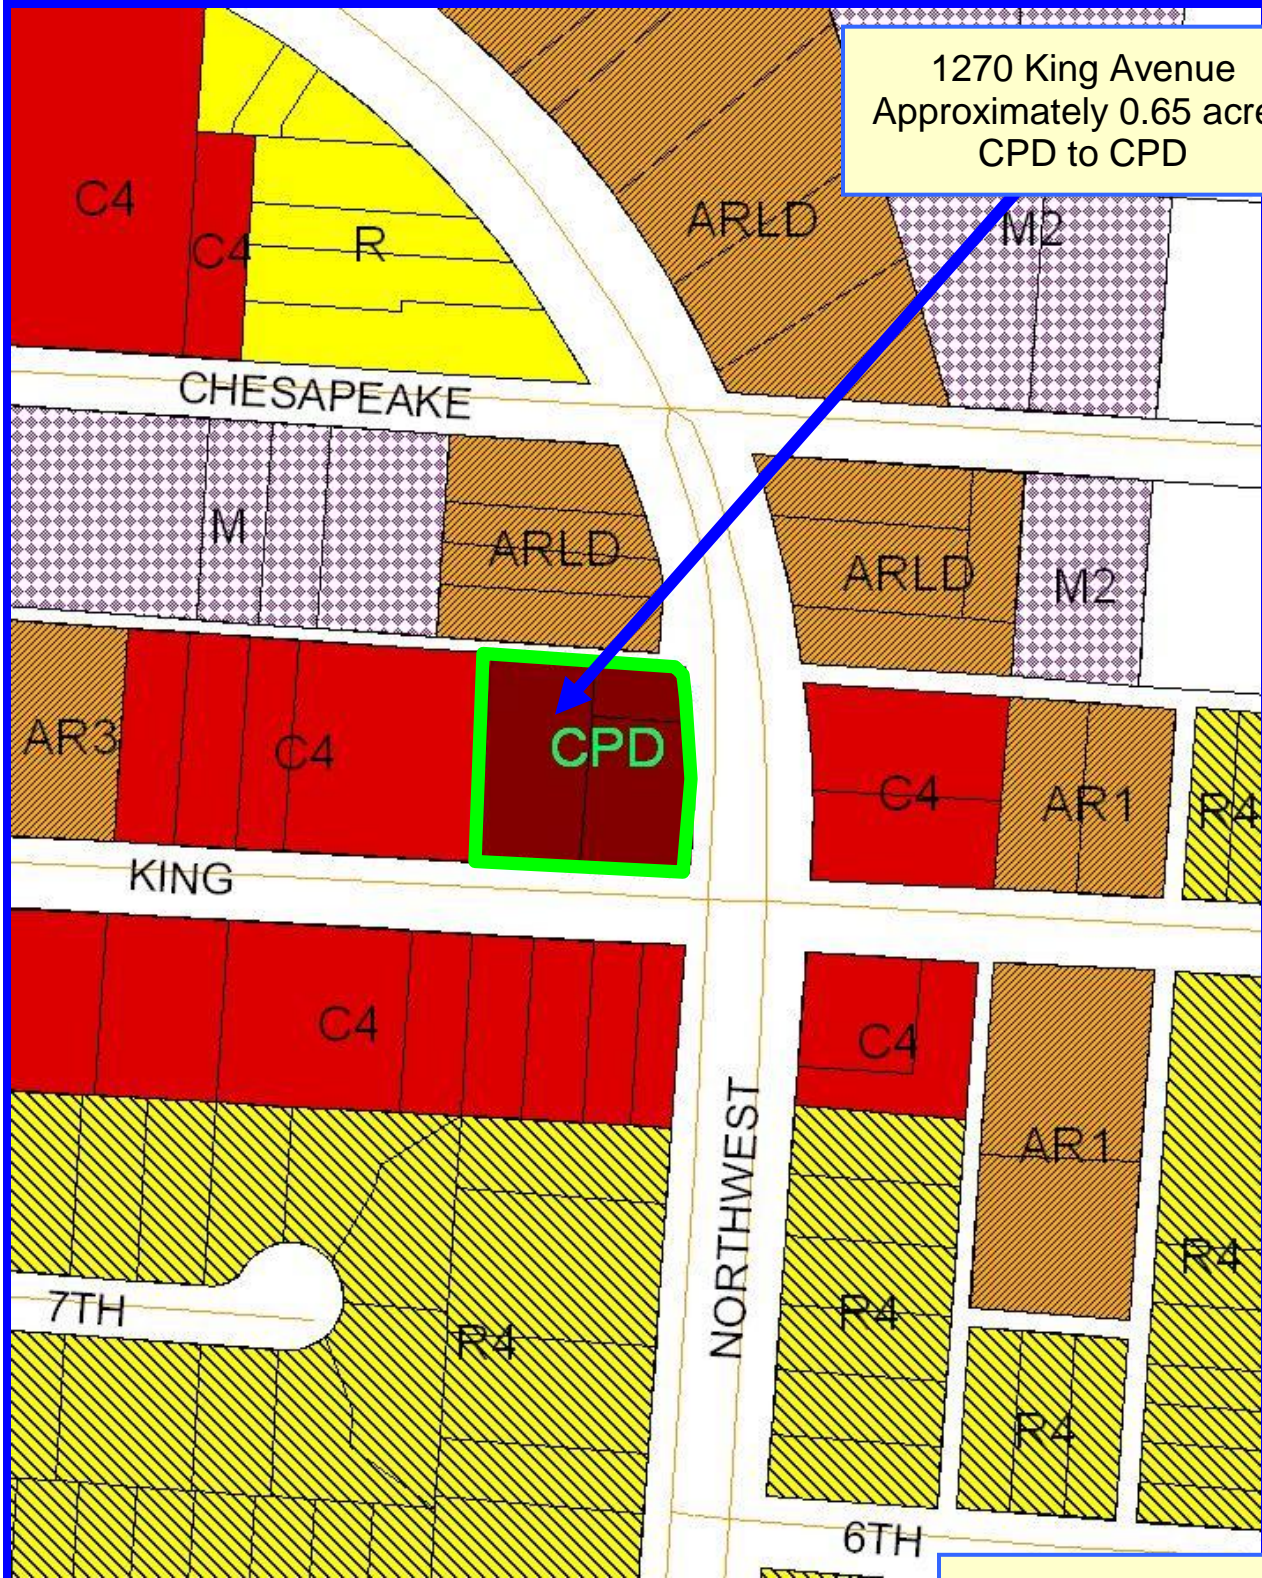 1270 King Avenue
Approximately 0.65 acre
CPD to CPD
C4
C4
R
ARLD
M2
CHESAPEAKE
M
ARLD
ARLD
M2
AR3
C4
CPD
C4
AR1
R4
KING
C4
C4
AR1
NORTHWEST
R4
7TH
R4
R4
R4
6TH